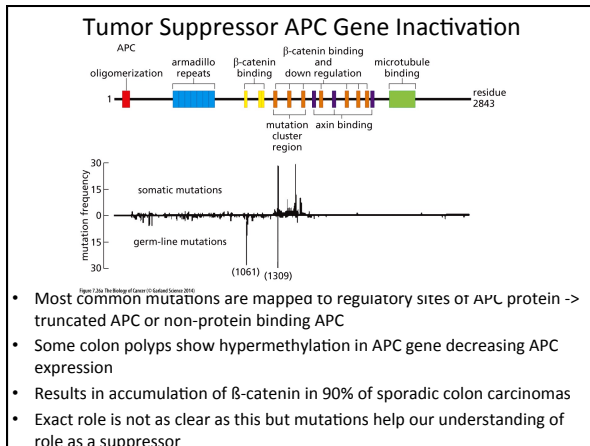 Tumor Suppressor APC Gene Inactivation
APC
oligomerization
armadillo
repeats
β-catenin
binding
β-catenin binding
and
down regulation
microtubule
binding
1
residue
2843
mutation
cluster
region
axin binding
mutation frequency
30
15
0
15
30
somatic mutations
germ-line mutations
(1061)
(1309)
Figure 7.26a The Biology of Cancer (© Garland Science 2014)
• Most common mutations are mapped to regulatory sites of APC protein ->
truncated APC or non-protein binding APC
• Some colon polyps show hypermethylation in APC gene decreasing APC
expression
• Results in accumulation of ß-catenin in 90% of sporadic colon carcinomas
• Exact role is not as clear as this but mutations help our understanding of
role as a suppressor